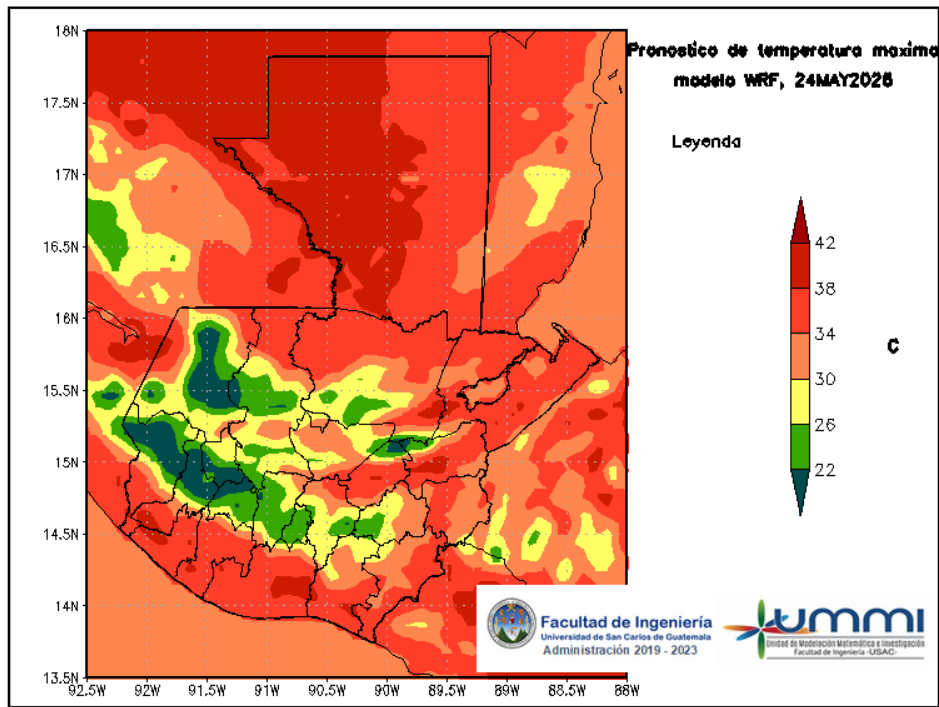 Pronostico de temperatura maxima
modelo WRF, 24MAY2026
Leyenda
18N
17.5N
17N
16.5N
16N
15.5N
15N
14.5N
14N
13.5N
92.5W
92W
91.5W
91W
90.5W
90W
89.5W
89W
88.5W
88W
42
38
34
30
26
22
C
Facultad de Ingeniería
Universidad de San Carlos de Guatemala
Administración 2019 - 2023
UMMI
Unidad de Modelación Matemática e Investigación
Facultad de Ingeniería -USAC-